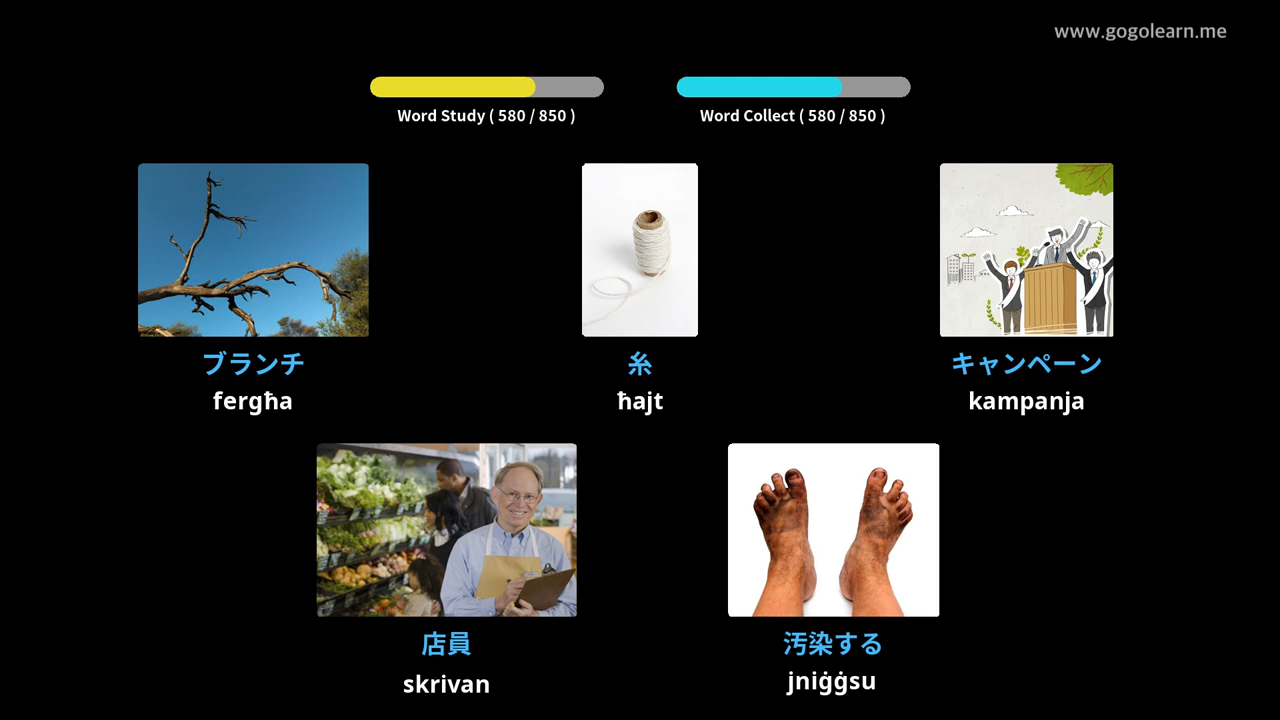 www.gogolearn.me
Word Study ( 580 / 850 )
Word Collect ( 580 / 850 )
ブランチ
fergħa
糸
ħajt
キャンペーン
kampanja
店員
skrivan
汚染する
jniġġsu